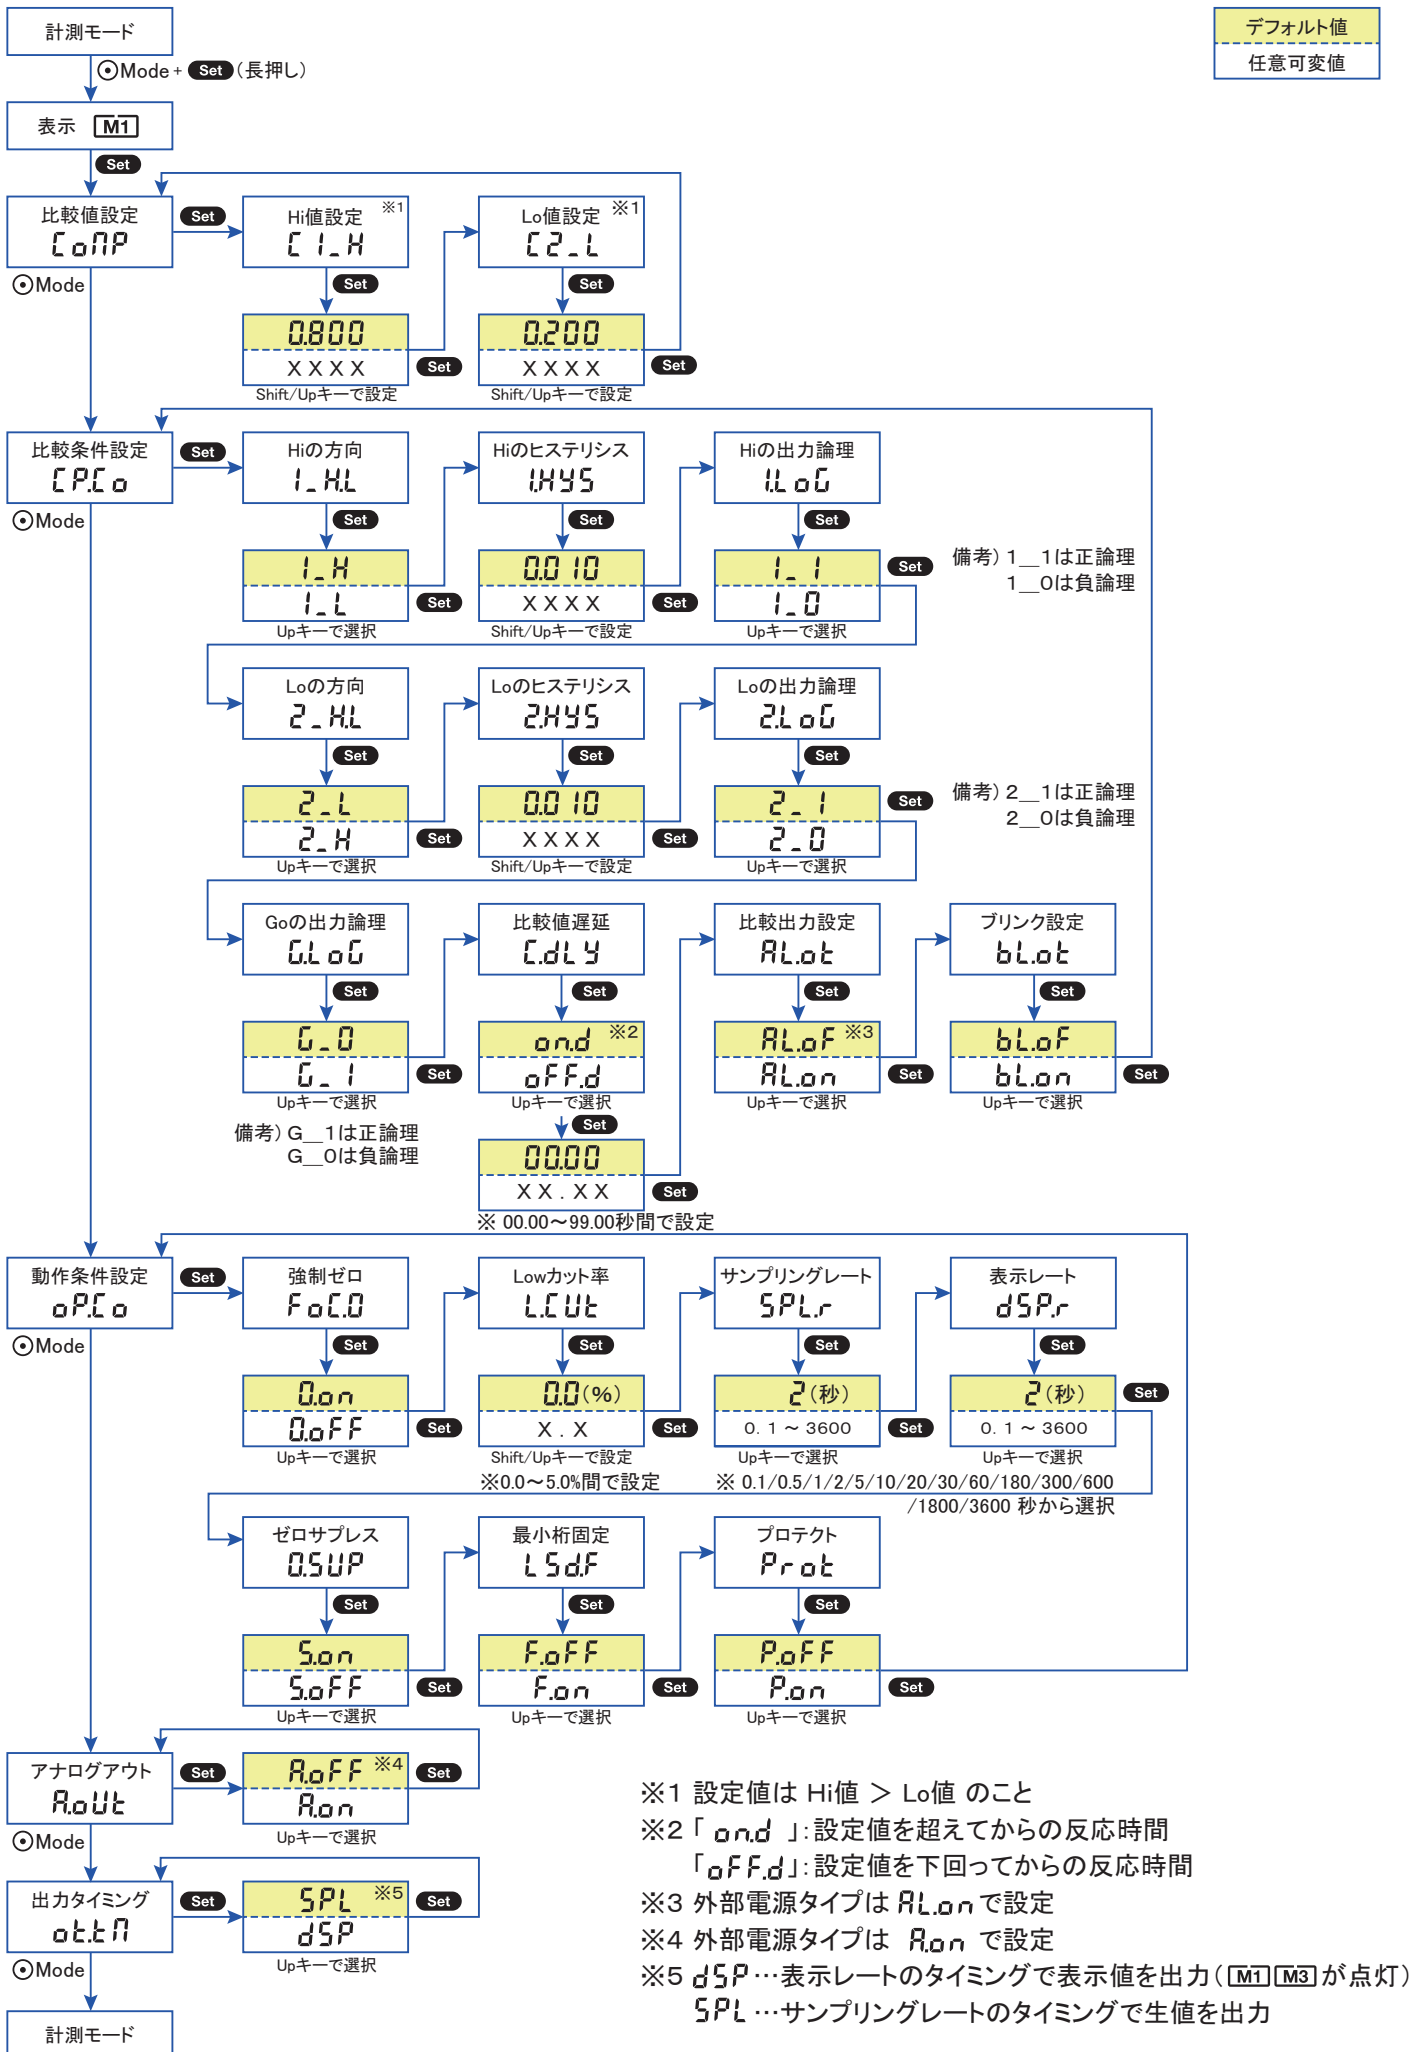 計測モード
デフォルト値
任意可変値
Mode + Set (長押し)
表示 M1
Set
比較値設定
CoMP
Set
Hi値設定 ※1
C1_H
Lo値設定 ※1
C2_L
Mode
Set
Set
0.800
XXXX
Set
Shift/Upキーで設定
0.200
XXXX
Set
Shift/Upキーで設定
比較条件設定
CP.Co
Set
Hiの方向
1_H.L
Hiのヒステリシス
1.HYS
Hiの出力論理
1.LoG
Mode
Set
Set
Set
1_H
1_L
Set
Upキーで選択
0.010
XXXX
Set
Shift/Upキーで設定
1_1
1_0
Set
Upキーで選択
備考) 1__1は正論理
1__0は負論理
Loの方向
2_H.L
Loのヒステリシス
2.HYS
Loの出力論理
2.LoG
Set
Set
Set
2_L
2_H
Set
Upキーで選択
0.010
XXXX
Set
Shift/Upキーで設定
2_1
2_0
Set
Upキーで選択
備考) 2__1は正論理
2__0は負論理
Goの出力論理
G.LoG
比較値遅延
C.dLY
比較出力設定
AL.ot
ブリンク設定
bL.ot
Set
Set
Set
Set
G_0
G_1
Set
Upキーで選択
備考) G__1は正論理
G__0は負論理
on.d ※2
oFF.d
Upキーで選択
Set
00.00
XX.XX
Set
※ 00.00～99.00秒間で設定
AL.oF ※3
AL.on
Set
Upキーで選択
bL.oF
bL.on
Set
Upキーで選択
動作条件設定
oP.Co
Set
強制ゼロ
FoC.0
Lowカット率
L.CUt
サンプリングレート
SPL.r
表示レート
dSP.r
Mode
Set
Set
Set
Set
0.on
0.oFF
Set
Upキーで選択
0.0(%)
X.X
Set
Shift/Upキーで設定
※0.0～5.0%間で設定
2(秒)
0.1～3600
Set
Upキーで選択
2(秒)
0.1～3600
Set
Upキーで選択
※ 0.1/0.5/1/2/5/10/20/30/60/180/300/600
/1800/3600 秒から選択
ゼロサプレス
0.SUP
最小桁固定
LSd.F
プロテクト
Prot
Set
Set
Set
S.on
S.oFF
Set
Upキーで選択
F.oFF
F.on
Set
Upキーで選択
P.oFF
P.on
Set
Upキーで選択
アナログアウト
A.oUt
Set
A.oFF ※4
A.on
Set
Upキーで選択
Mode
出力タイミング
ot.tM
Set
SPL ※5
dSP
Set
Upキーで選択
Mode
計測モード
※1 設定値は Hi値 ＞ Lo値 のこと
※2 「on.d」:設定値を超えてからの反応時間
「oFF.d」:設定値を下回ってからの反応時間
※3 外部電源タイプは AL.on で設定
※4 外部電源タイプは A.on で設定
※5 dSP…表示レートのタイミングで表示値を出力(M1 M3 が点灯)
SPL…サンプリングレートのタイミングで生値を出力